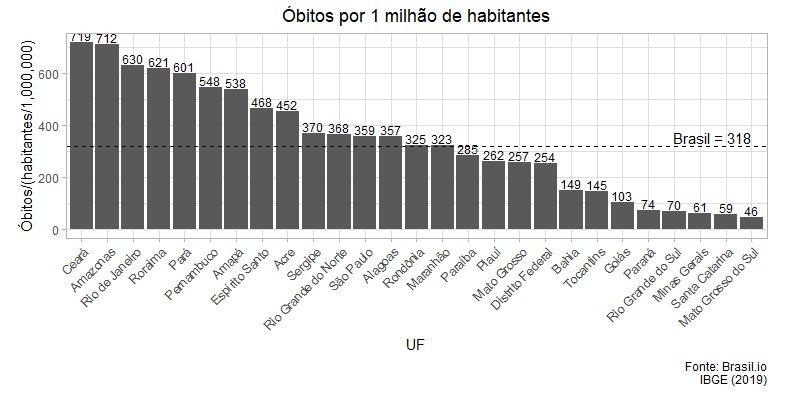 Óbitos por 1 milhão de habitantes
Óbitos/(habitantes/1,000,000)
600
400
200
0
719
712
630
621
601
548
538
468
452
370
368
359
357
325
323
285
262
257
254
149
145
103
74
70
61
59
46
Brasil = 318
Ceará
Amazonas
Rio de Janeiro
Roraima
Pará
Pernambuco
Amapá
Espírito Santo
Acre
Sergipe
Rio Grande do Norte
São Paulo
Alagoas
Rondônia
Maranhão
Paraíba
Piauí
Mato Grosso
Distrito Federal
Bahia
Tocantins
Goiás
Paraná
Rio Grande do Sul
Minas Gerais
Santa Catarina
Mato Grosso do Sul
UF
Fonte: Brasil.io
IBGE (2019)